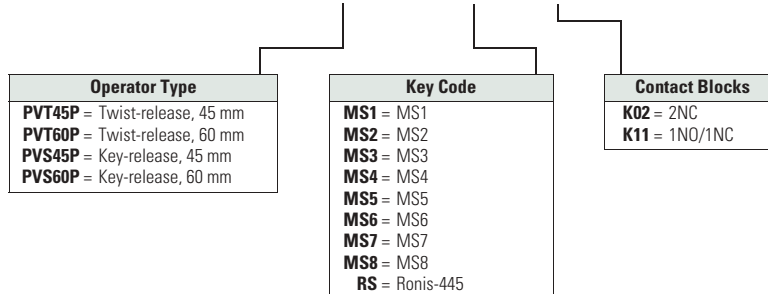 Operator Type
PVT45P = Twist-release, 45 mm
PVT60P = Twist-release, 60 mm
PVS45P = Key-release, 45 mm
PVS60P = Key-release, 60 mm
Key Code
MS1 = MS1
MS2 = MS2
MS3 = MS3
MS4 = MS4
MS5 = MS5
MS6 = MS6
MS7 = MS7
MS8 = MS8
RS = Ronis-445
Contact Blocks
K02 = 2NC
K11 = 1NO/1NC